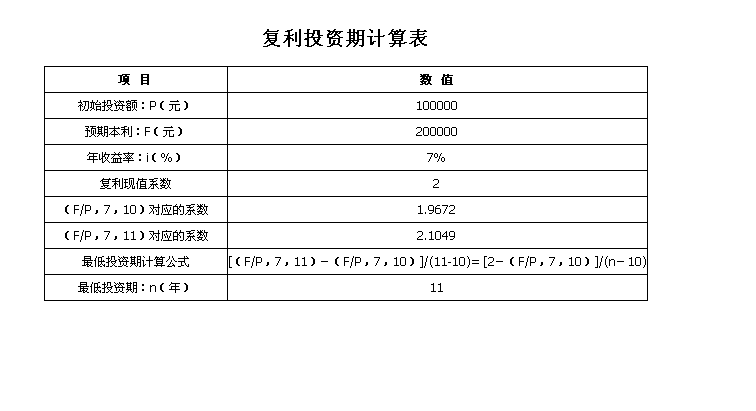 复利投资期计算表
项 目 数 值
初始投资额：P（元） 100000
预期本利：F（元） 200000
年收益率：i（%） 7%
复利现值系数 2
（F/P，7，10）对应的系数 1.9672
（F/P，7，11）对应的系数 2.1049
最低投资期计算公式 [（F/P，7，11）－（F/P，7，10）]/(11-10)= [2－（F/P，7，10）]/(n－10)
最低投资期：n（年） 11